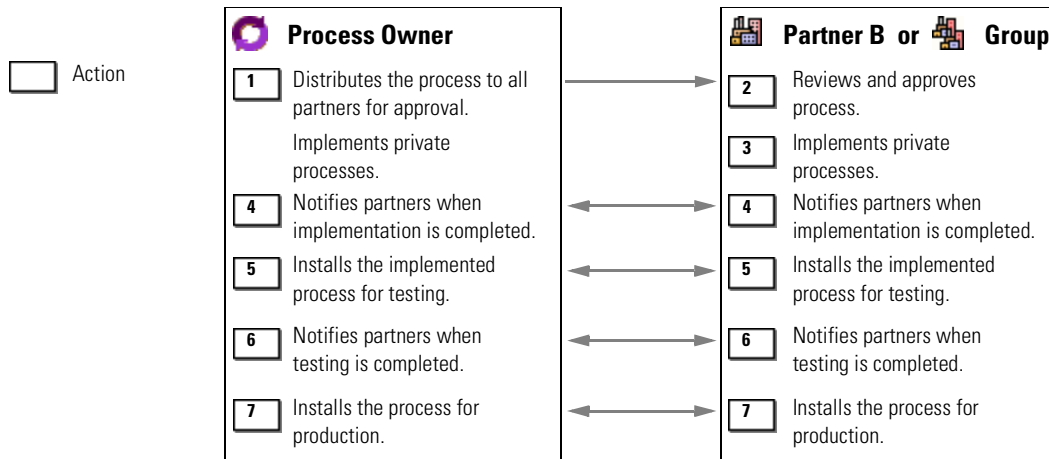 Action
Process Owner
1 Distributes the process to all
partners for approval.
Implements private
processes.
4 Notifies partners when
implementation is completed.
5 Installs the implemented
process for testing.
6 Notifies partners when
testing is completed.
7 Installs the process for
production.
Partner B or Group
2 Reviews and approves
process.
3 Implements private
processes.
4 Notifies partners when
implementation is completed.
5 Installs the implemented
process for testing.
6 Notifies partners when
testing is completed.
7 Installs the process for
production.